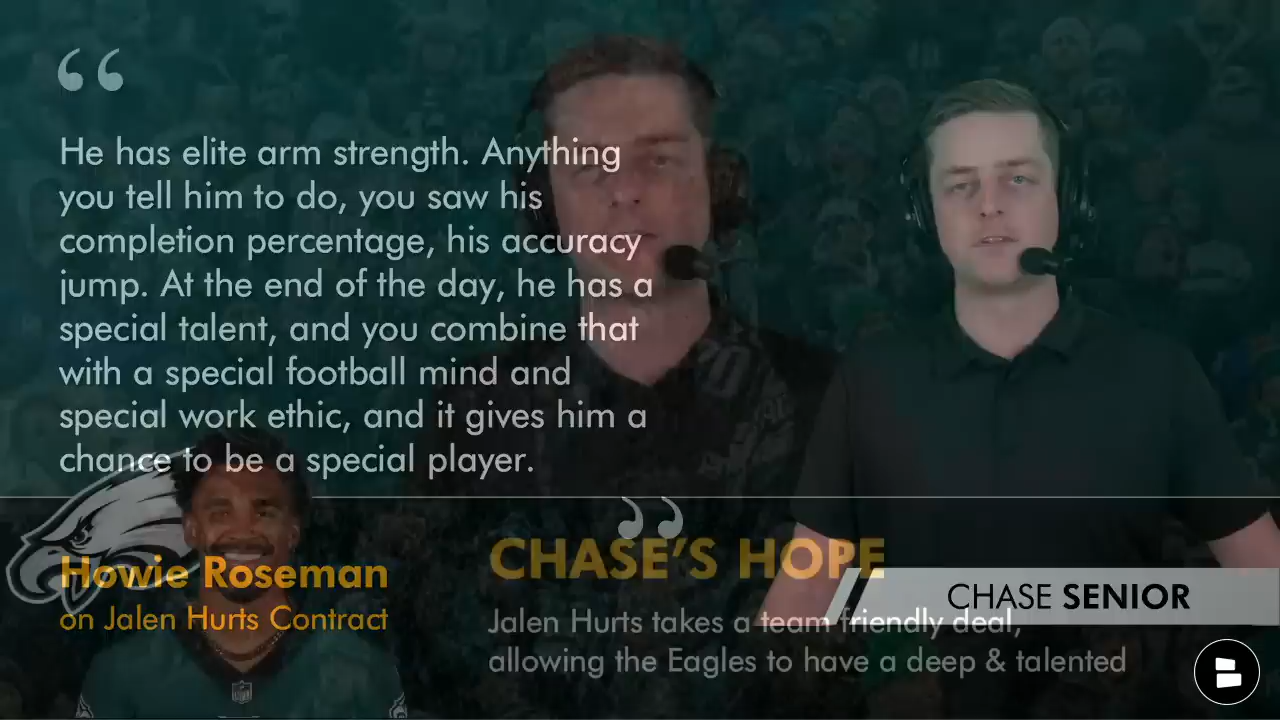 “
He has elite arm strength. Anything
you tell him to do, you saw his
completion percentage, his accuracy
jump. At the end of the day, he has a
special talent, and you combine that
with a special football mind and
special work ethic, and it gives him a
chance to be a special player.
”
Howie Roseman
on Jalen Hurts Contract
CHASE’S HOPE
Jalen Hurts takes a team friendly deal,
allowing the Eagles to have a deep & talented
CHASE SENIOR